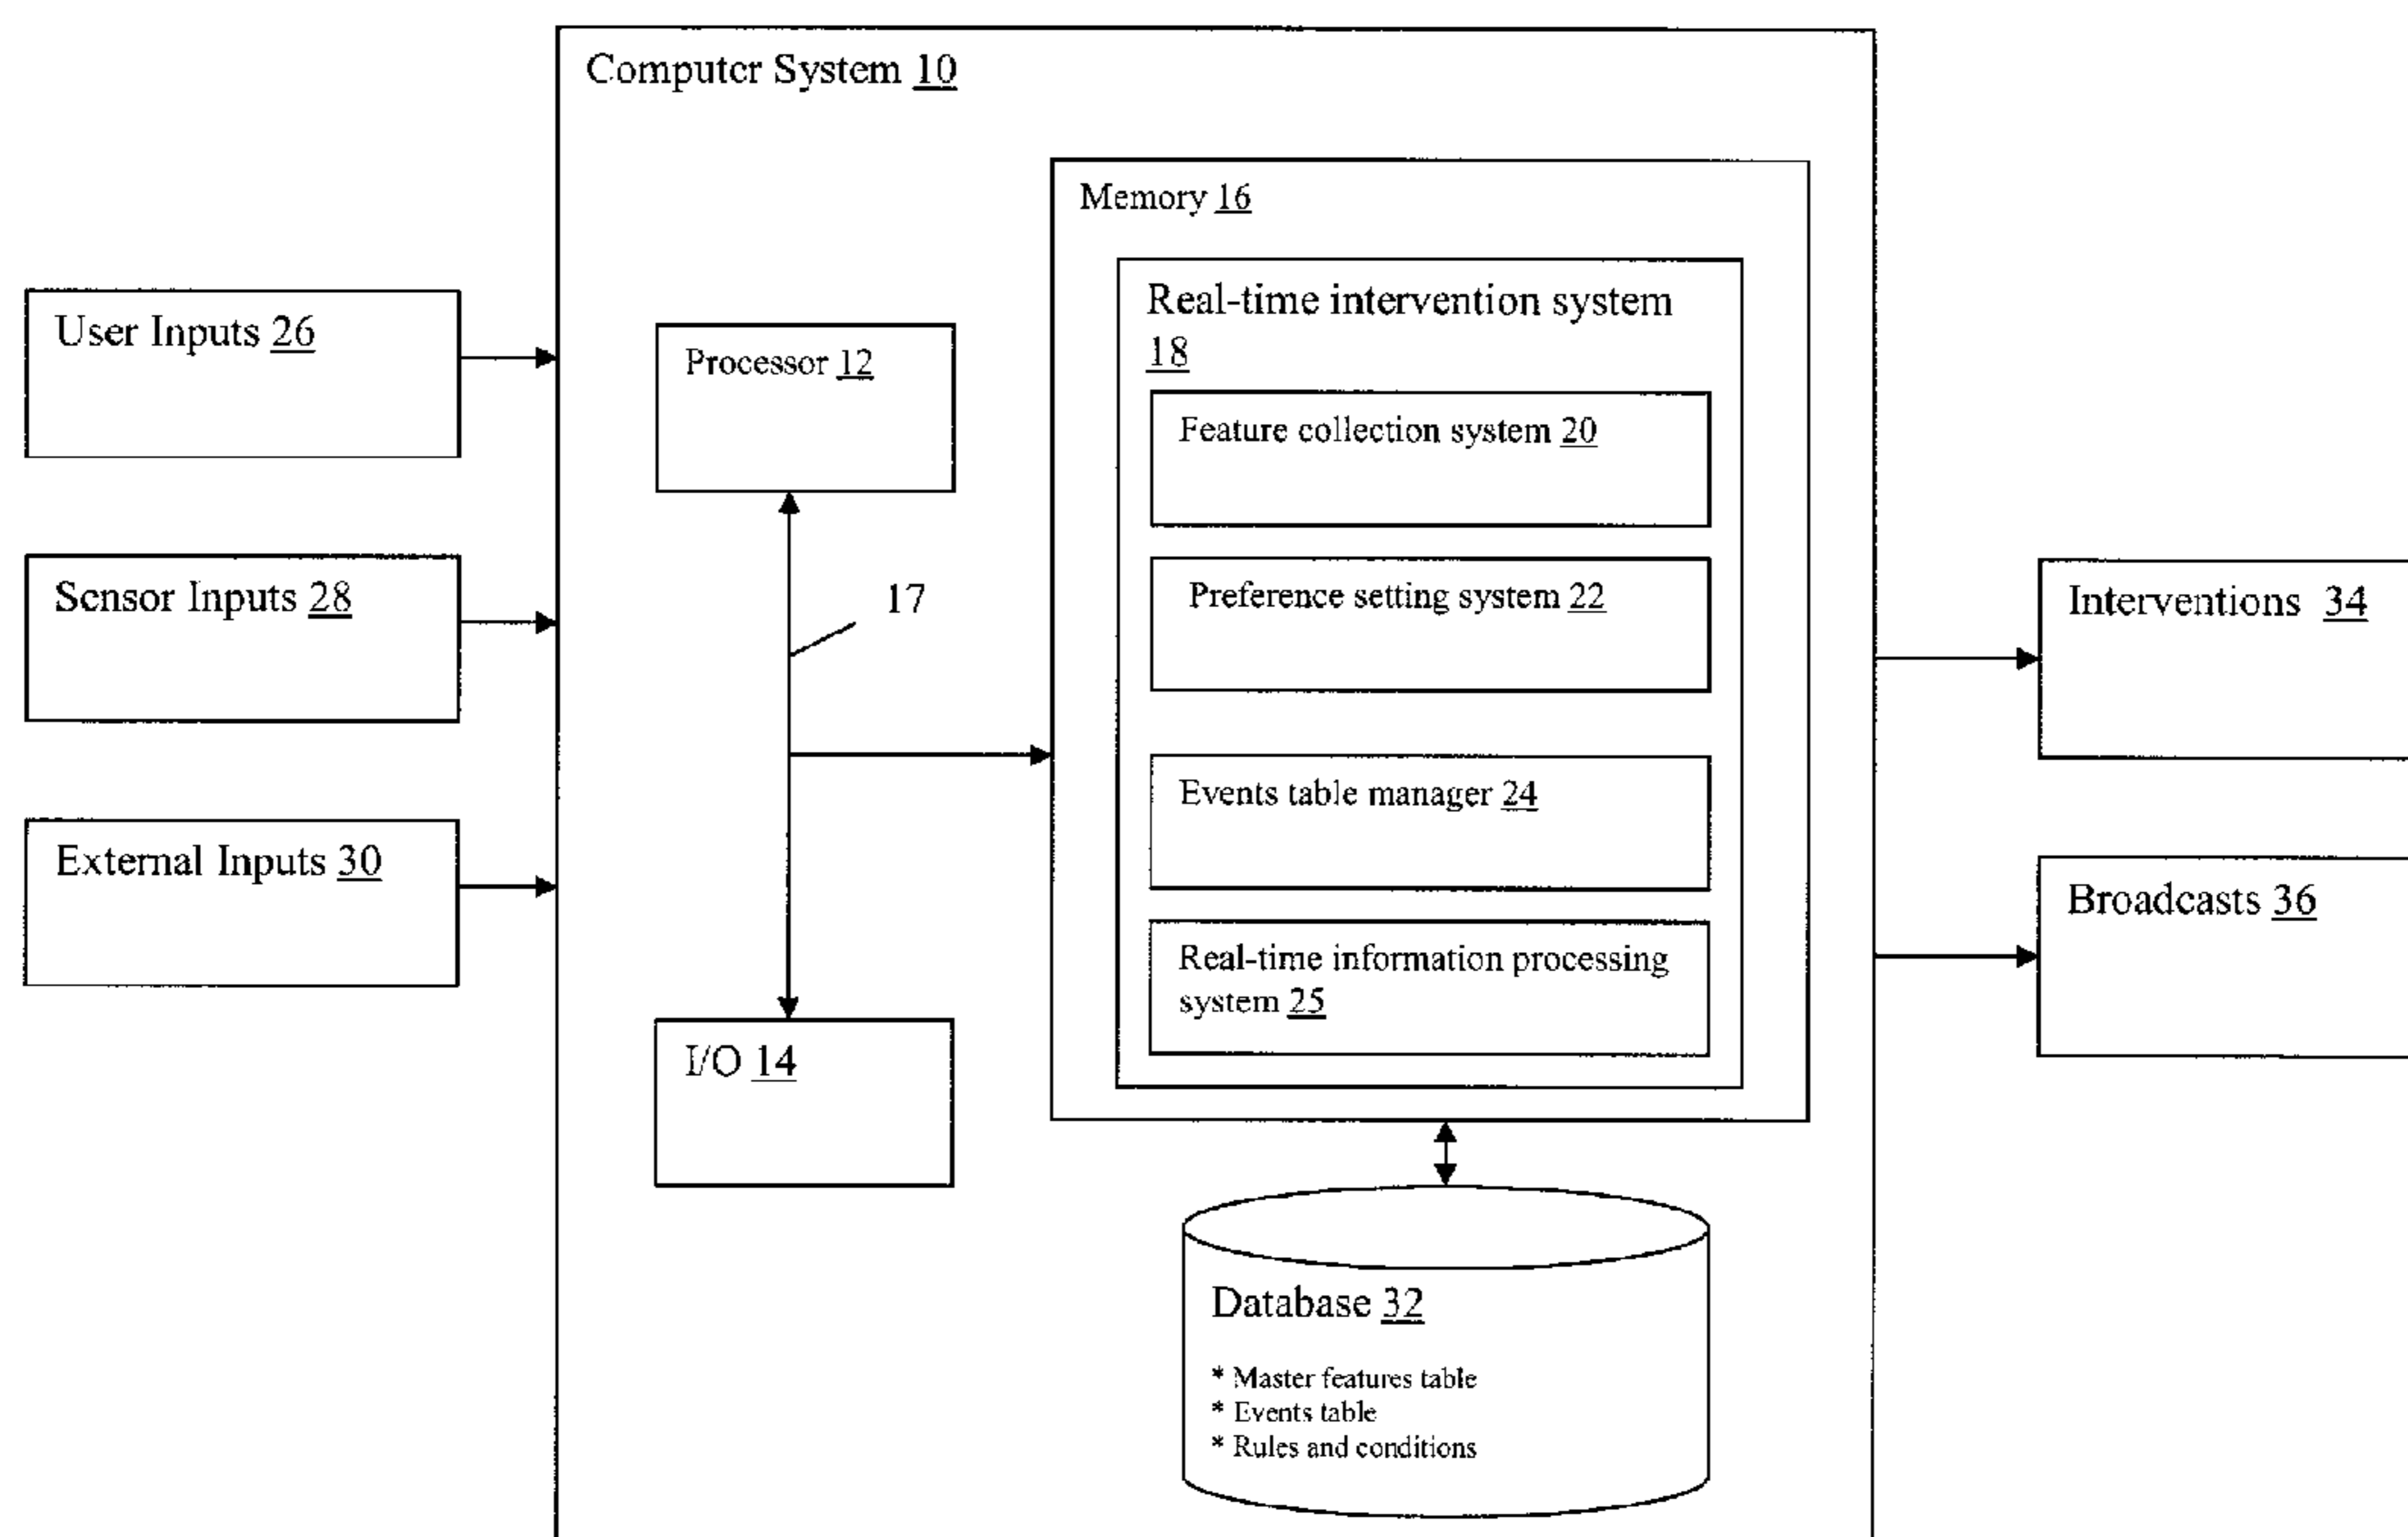 Computer System 10
Memory 16
Real-time intervention system
18
User Inputs 26
Processor 12
Feature collection system 20
Sensor Inputs 28
17
Preference setting system 22
Interventions 34
Events table manager 24
External Inputs 30
Broadcasts 36
Real-time information processing
system 25
I/O 14
Database 32
* Master features table
* Events table
* Rules and conditions